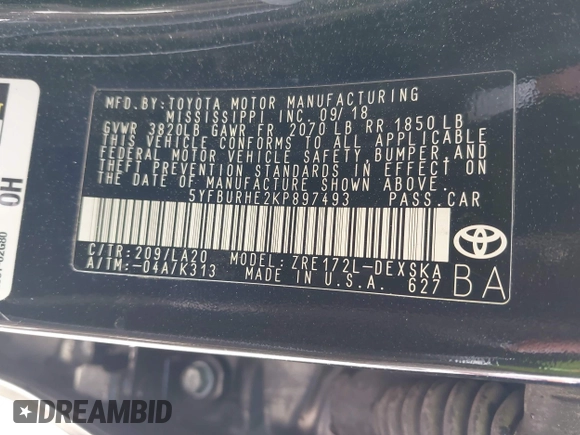 MFD. BY: TOYOTA MOTOR MANUFACTURING
MISSISSIPPI INC. 09/18
GVWR 3820LB GAWR FR. 2070 LB RR 1850 LB
THIS VEHICLE CONFORMS TO ALL APPLICABLE
FEDERAL MOTOR VEHICLE SAFETY, BUMPER, AND
THEFT PREVENTION STANDARDS IN EFFECT ON
THE DATE OF MANUFACTURE SHOWN ABOVE.
5YFBURHE2KP897493 PASS.CAR
C/TR: 209/LA20 MODEL: ZRE172L-DEXSKA
A/TM: -04A/K313 MADE IN U.S.A. 627
BA
HO
DREAMBID